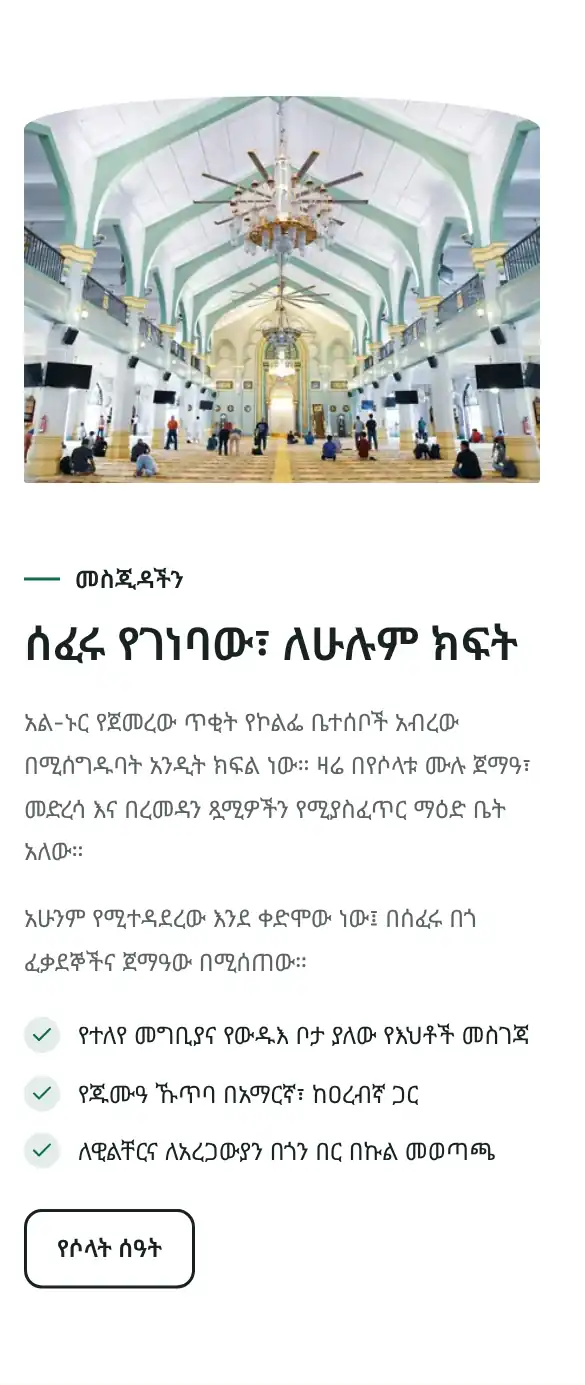 መስጂዳችን
ሰፈሩ የገነባው፣ ለሁሉም ክፍት
አል-ኑር የጀመረው ጥቂት የኮልፌ ቤተሰቦች አብረው
በሚሰግዱባት አንዲት ክፍል ነው። ዛሬ በየሶላቱ ሙሉ ጀማዓ፣
መድረሳ እና በረመዳን ጿሚዎችን የሚያስፈጥር ማዕድ ቤት
አለው።
አሁንም የሚተዳደረው እንደ ቀድሞው ነው፤ በሰፈሩ በጎ
ፈቃደኞችና ጀማዓው በሚሰጠው።
የተለየ መግቢያና የውዱእ ቦታ ያለው የእህቶች መስገጃ
የጁሙዓ ኹጥባ በአማርኛ፣ ከዐረብኛ ጋር
ለዊልቸርና ለአረጋውያን በጎን በር በኩል መወጣጫ
የሶላት ሰዓት